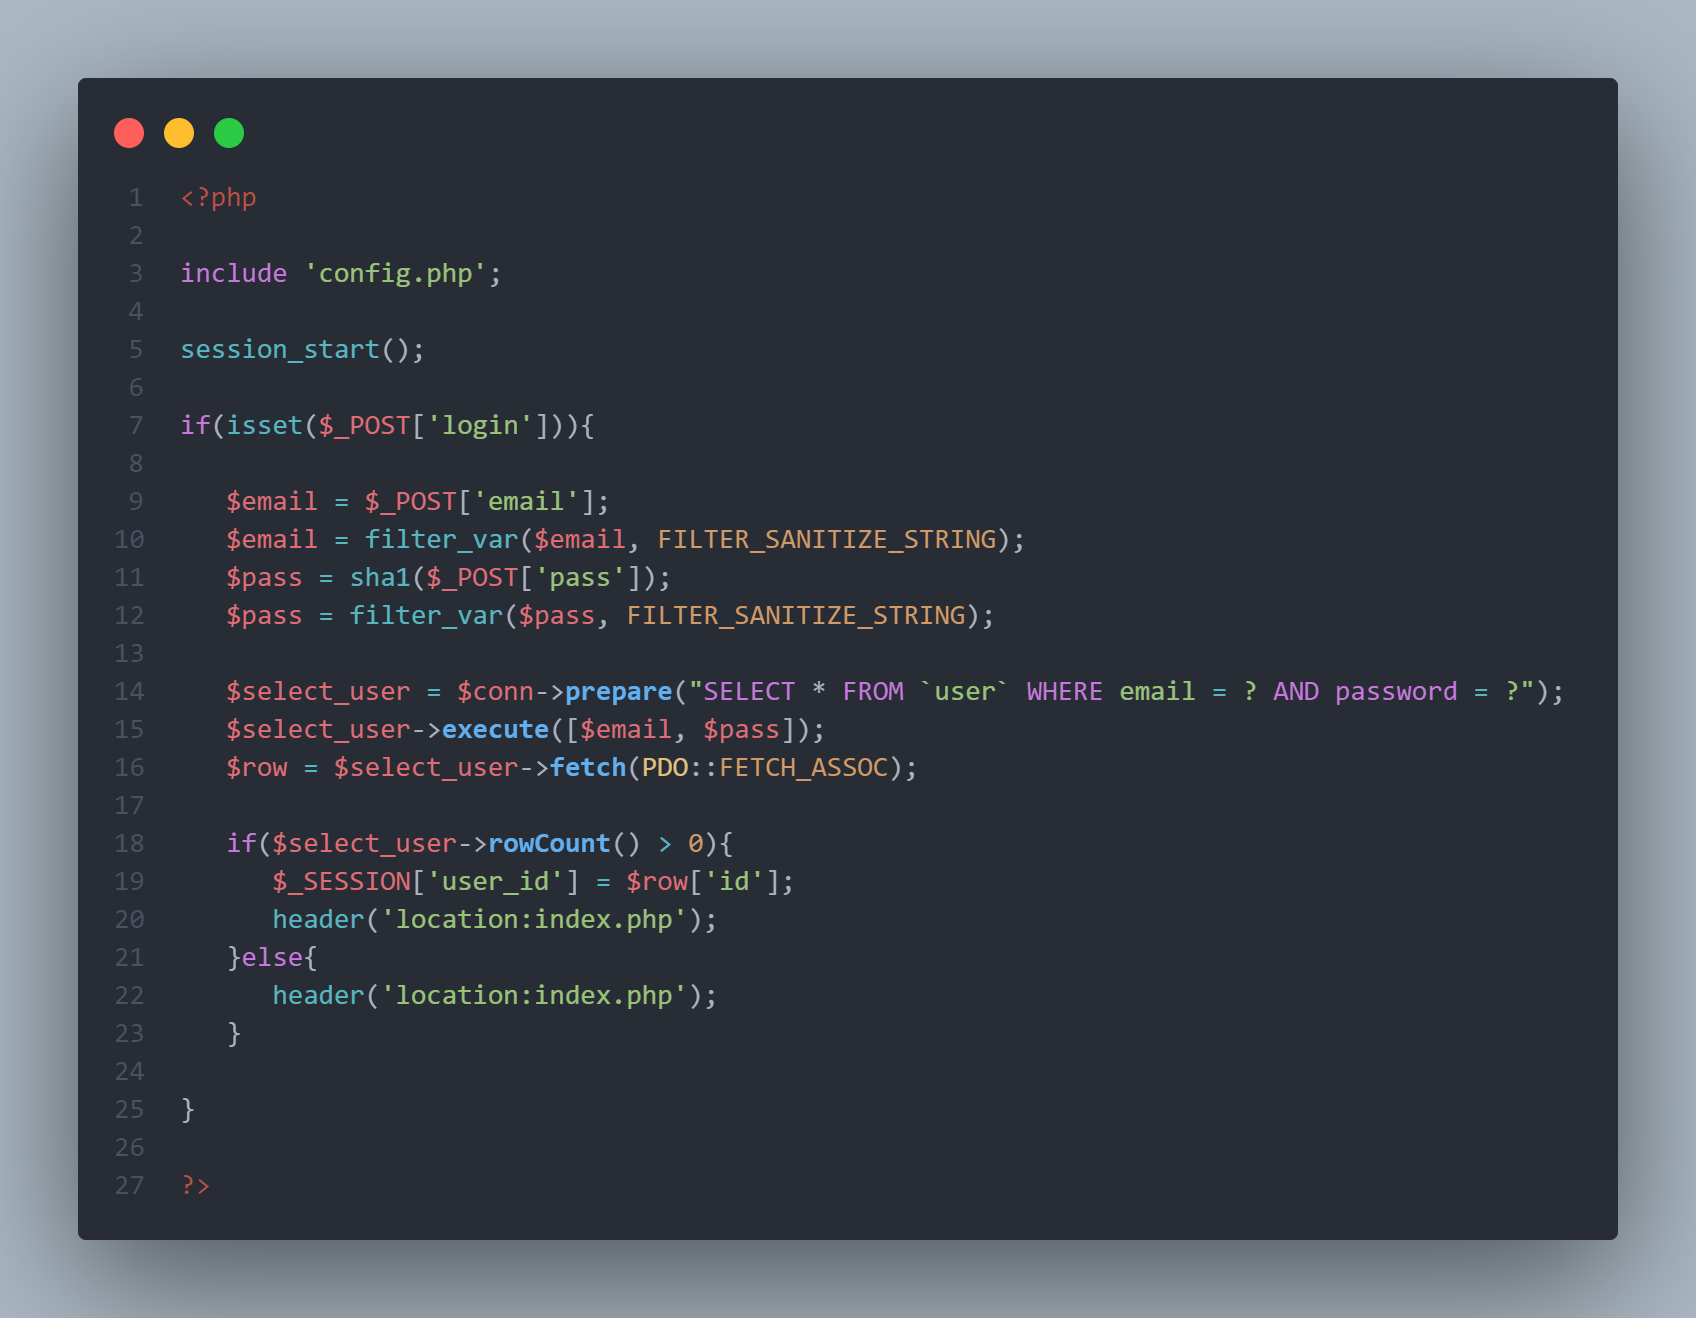 1 <?php
2
3 include 'config.php';
4
5 session_start();
6
7 if(isset($_POST['login'])){
8
9    $email = $_POST['email'];
10    $email = filter_var($email, FILTER_SANITIZE_STRING);
11    $pass = sha1($_POST['pass']);
12    $pass = filter_var($pass, FILTER_SANITIZE_STRING);
13
14    $select_user = $conn->prepare("SELECT * FROM `user` WHERE email = ? AND password = ?");
15    $select_user->execute([$email, $pass]);
16    $row = $select_user->fetch(PDO::FETCH_ASSOC);
17
18    if($select_user->rowCount() > 0){
19       $_SESSION['user_id'] = $row['id'];
20       header('location:index.php');
21    }else{
22       header('location:index.php');
23    }
24
25 }
26
27 ?>